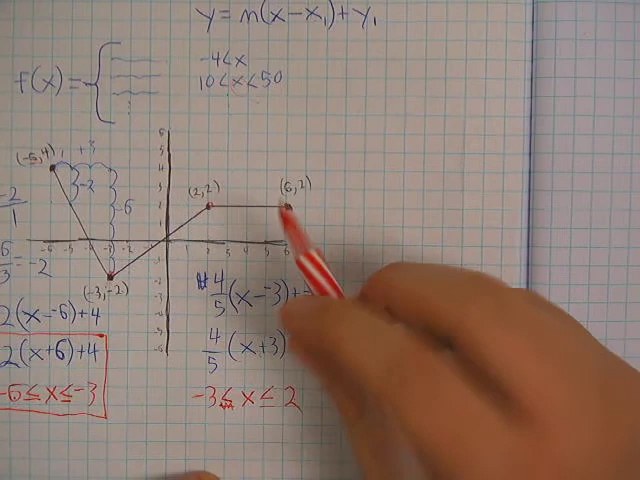 y = m(x-x₁)+y₁
-4<x
10<x<50
f(x)={
+3
(-6,4)
-2
-6
(2,2)
(6,2)
-2/1
6/3 = -2
(-3,-2)
4/5(x--3)+-
2(x--6)+4
4/5(x+3)
2(x+6)+4
-6≤x≤-3
-3≤x≤2